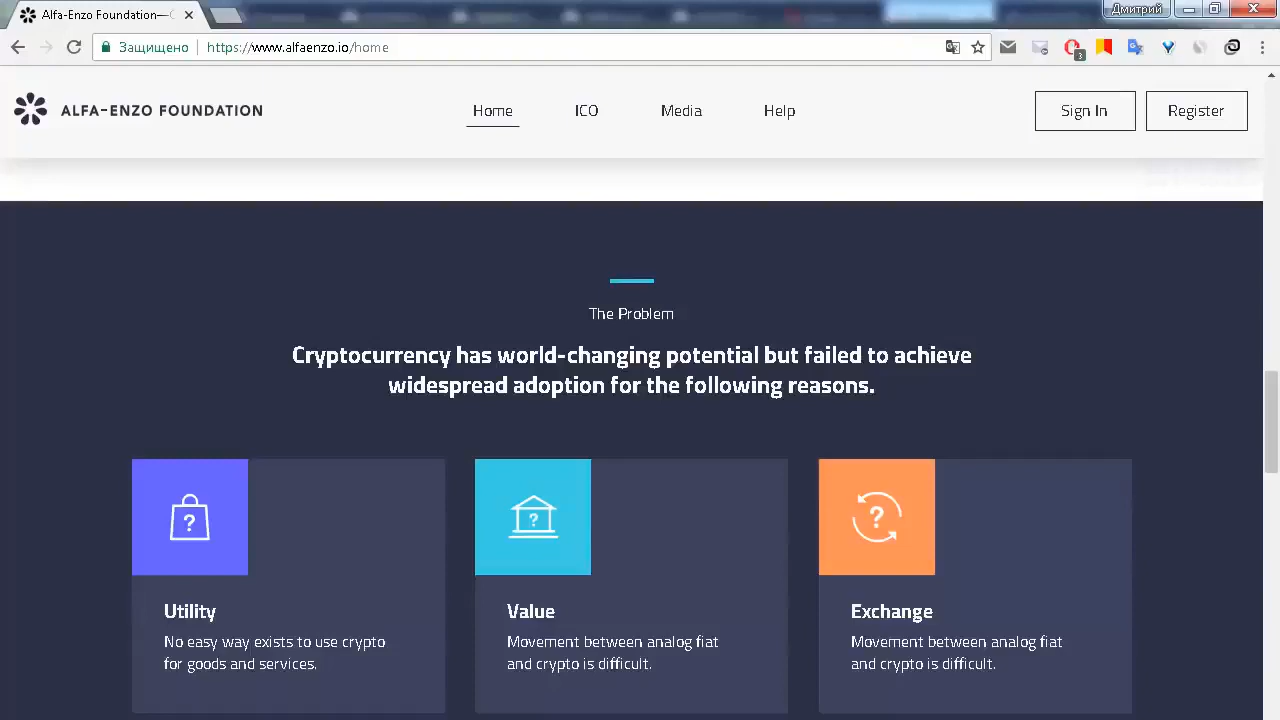 Alfa-Enzo Foundation—
Дмитрий
Защищено
https://www.alfaenzo.io/home
3
ALFA-ENZO FOUNDATION
Home
ICO
Media
Help
Sign In
Register
The Problem
Cryptocurrency has world-changing potential but failed to achieve
widespread adoption for the following reasons.
?
?
?
Utility
No easy way exists to use crypto
for goods and services.
Value
Movement between analog fiat
and crypto is difficult.
Exchange
Movement between analog fiat
and crypto is difficult.